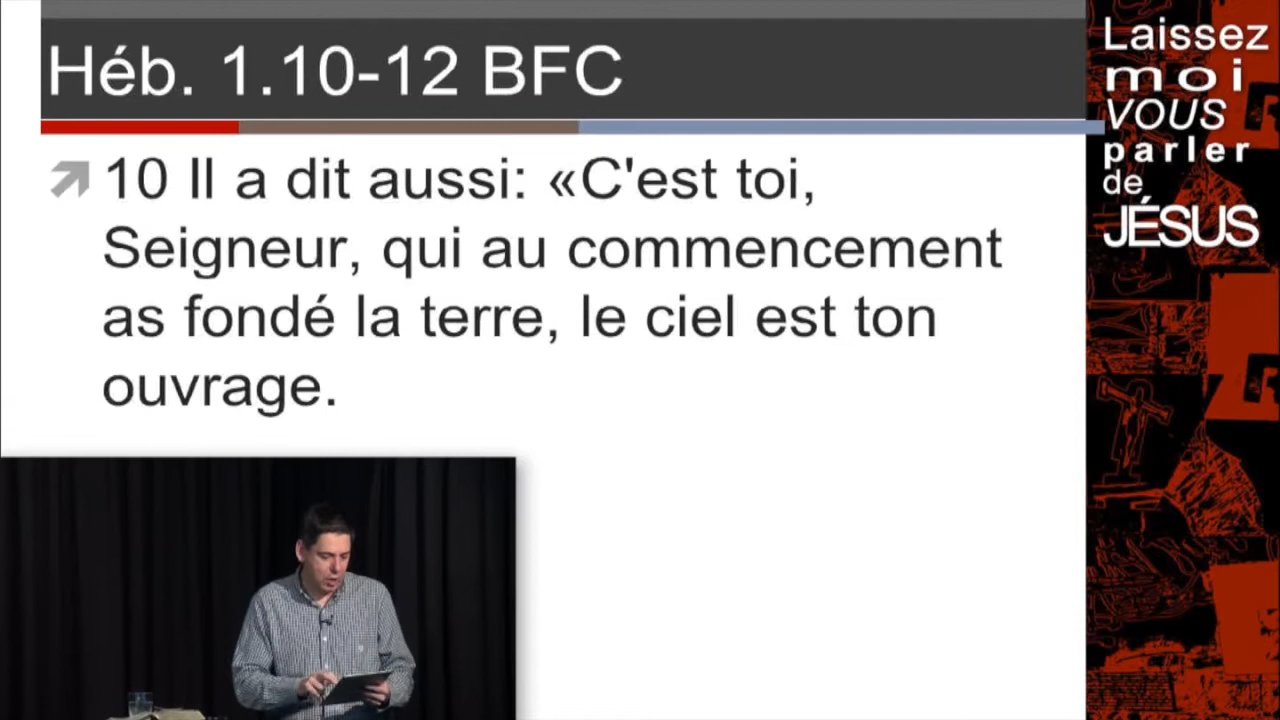 Héb. 1.10-12 BFC
10 Il a dit aussi: «C'est toi,
Seigneur, qui au commencement
as fondé la terre, le ciel est ton
ouvrage.
Laissez
moi
VOUS
parler
de
JÉSUS